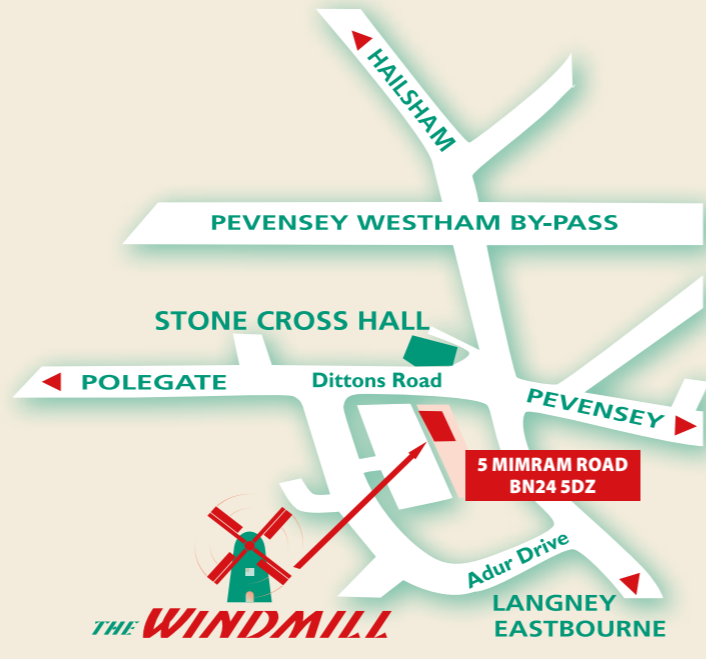 HAILSHAM
PEVENSEY WESTHAM BY-PASS
STONE CROSS HALL
POLEGATE
Dittons Road
PEVENSEY
5 MIMRAM ROAD
BN24 5DZ
Adur Drive
THE WINDMILL
LANGNEY
EASTBOURNE